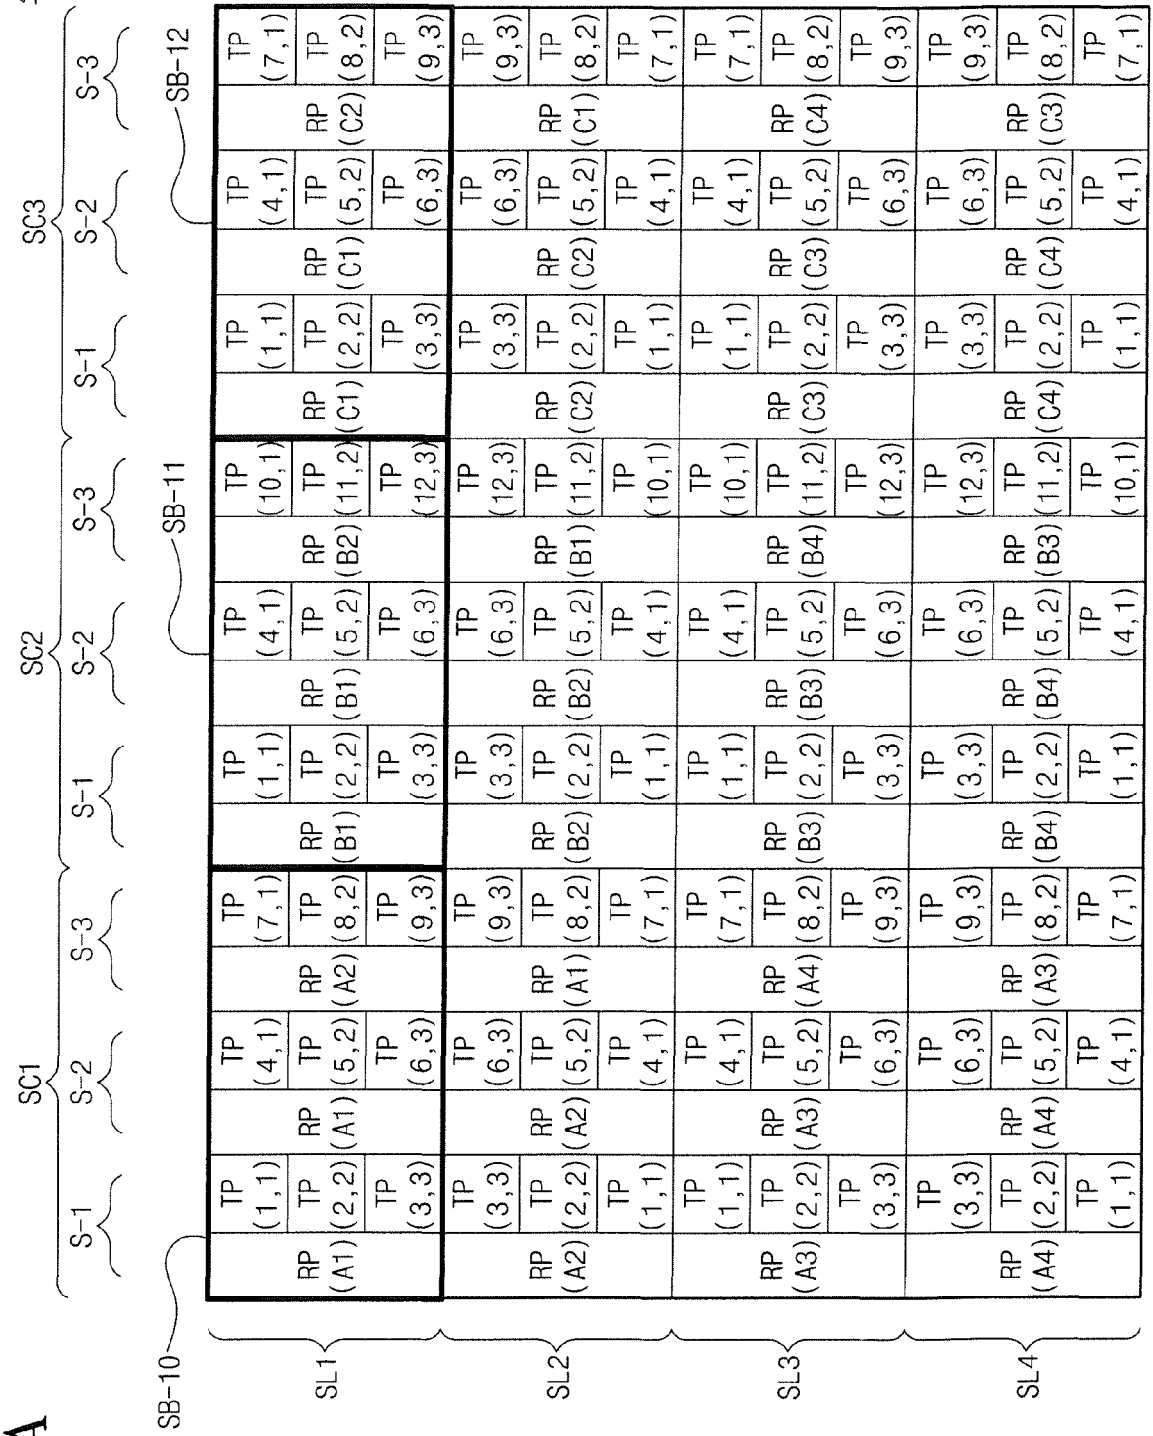 A
SC1 SC2 SC3
S-1 S-2 S-3 S-1 S-2 S-3 S-1 S-2 S-3
SB-10 SB-11 SB-12
TP TP TP TP TP TP TP TP TP
(1,1) (4,1) (7,1) (1,1) (4,1) (10,1) (1,1) (4,1) (7,1)
SL1 RP TP RP TP RP TP RP TP RP TP RP TP RP TP RP TP RP TP
(A1) (2,2) (A1) (5,2) (A2) (8,2) (B1) (2,2) (B1) (5,2) (B2) (11,2) (C1) (2,2) (C1) (5,2) (C2) (8,2)
TP TP TP TP TP TP TP TP TP
(3,3) (6,3) (9,3) (3,3) (6,3) (12,3) (3,3) (6,3) (9,3)
TP TP TP TP TP TP TP TP TP
(3,3) (6,3) (9,3) (3,3) (6,3) (12,3) (3,3) (6,3) (9,3)
SL2 RP TP RP TP RP TP RP TP RP TP RP TP RP TP RP TP RP TP
(A2) (2,2) (A2) (5,2) (A1) (8,2) (B2) (2,2) (B2) (5,2) (B1) (11,2) (C2) (2,2) (C2) (5,2) (C1) (8,2)
TP TP TP TP TP TP TP TP TP
(1,1) (4,1) (7,1) (1,1) (4,1) (10,1) (1,1) (4,1) (7,1)
TP TP TP TP TP TP TP TP TP
(1,1) (4,1) (7,1) (1,1) (4,1) (10,1) (1,1) (4,1) (7,1)
SL3 RP TP RP TP RP TP RP TP RP TP RP TP RP TP RP TP RP TP
(A3) (2,2) (A3) (5,2) (A4) (8,2) (B3) (2,2) (B3) (5,2) (B4) (11,2) (C3) (2,2) (C3) (5,2) (C4) (8,2)
TP TP TP TP TP TP TP TP TP
(3,3) (6,3) (9,3) (3,3) (6,3) (12,3) (3,3) (6,3) (9,3)
TP TP TP TP TP TP TP TP TP
(3,3) (6,3) (9,3) (3,3) (6,3) (12,3) (3,3) (6,3) (9,3)
SL4 RP TP RP TP RP TP RP TP RP TP RP TP RP TP RP TP RP TP
(A4) (2,2) (A4) (5,2) (A3) (8,2) (B4) (2,2) (B4) (5,2) (B3) (11,2) (C4) (2,2) (C4) (5,2) (C3) (8,2)
TP TP TP TP TP TP TP TP TP
(1,1) (4,1) (7,1) (1,1) (4,1) (10,1) (1,1) (4,1) (7,1)